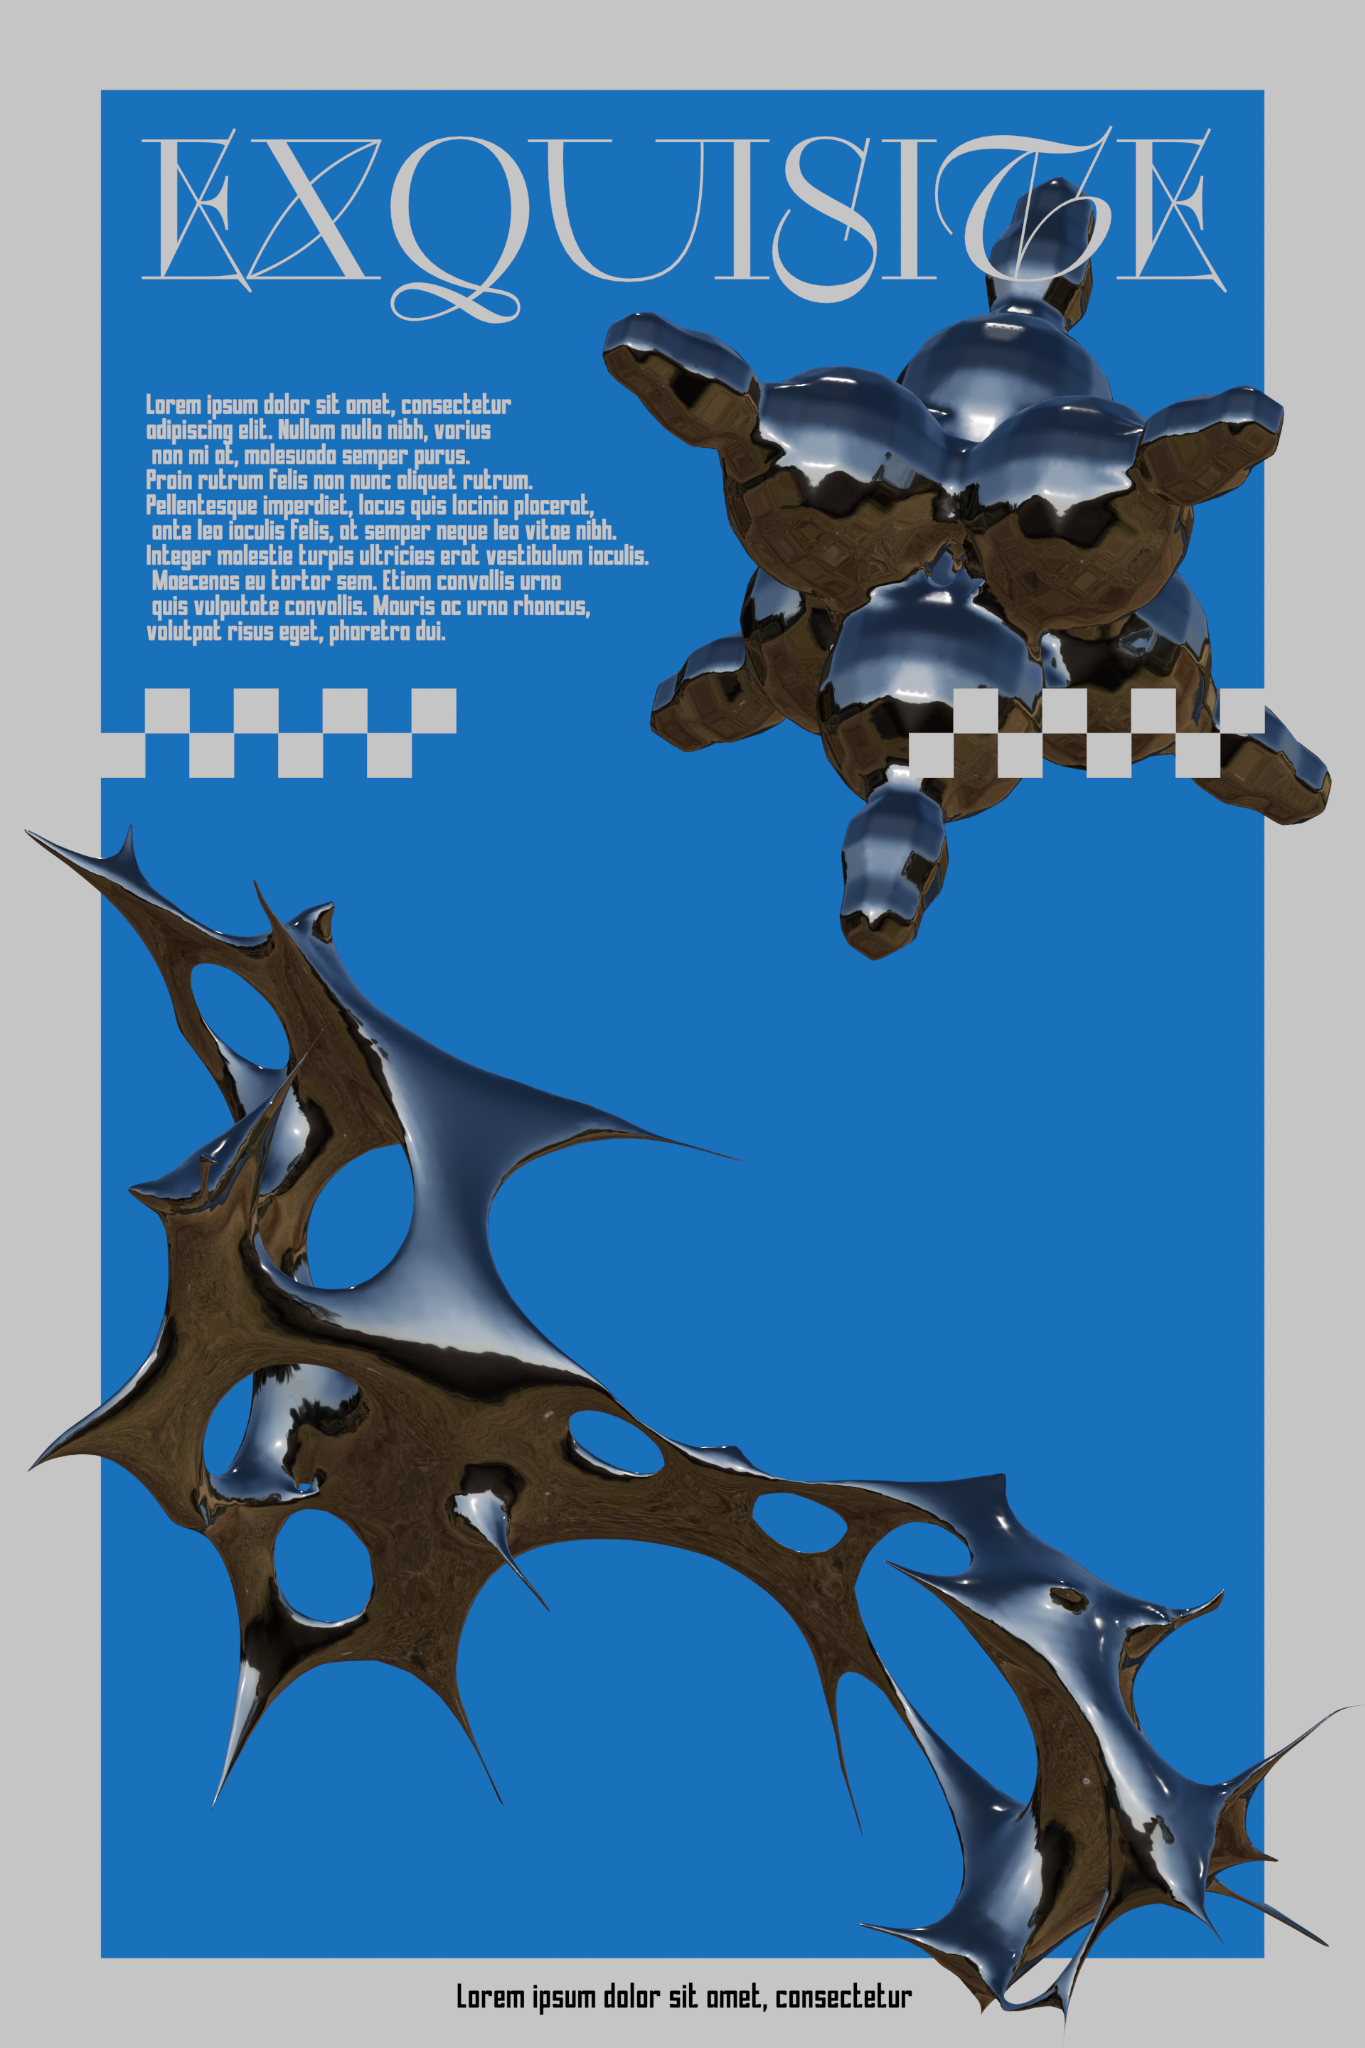 EXQUISITE
Lorem ipsum dolor sit amet, consectetur
adipiscing elit. Nullam nulla nibh, varius
non mi at, malesuada semper purus.
Proin rutrum felis non nunc aliquet rutrum.
Pellentesque imperdiet, lacus quis lacinia placerat,
ante leo iaculis felis, at semper neque leo vitae nibh.
Integer molestie turpis ultricies erat vestibulum iaculis.
Maecenas eu tortor sem. Etiam convallis urna
quis vulputate convallis. Mauris ac urna rhoncus,
volutpat risus eget, pharetra dui.
Lorem ipsum dolor sit amet, consectetur